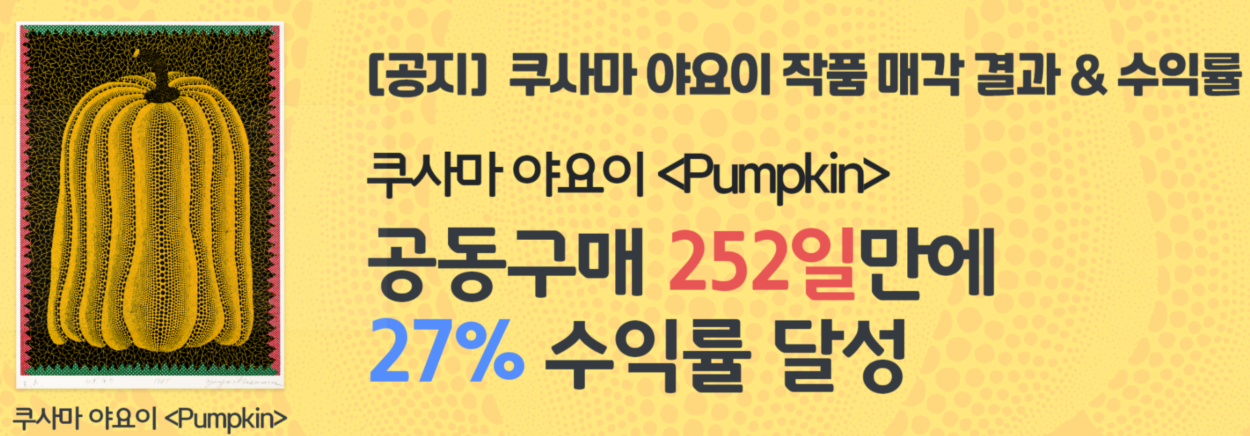 [공지] 쿠사마 야요이 작품 매각 결과 & 수익률
쿠사마 야요이 <Pumpkin>
공동구매 252일만에
27% 수익률 달성
쿠사마 야요이 <Pumpkin>